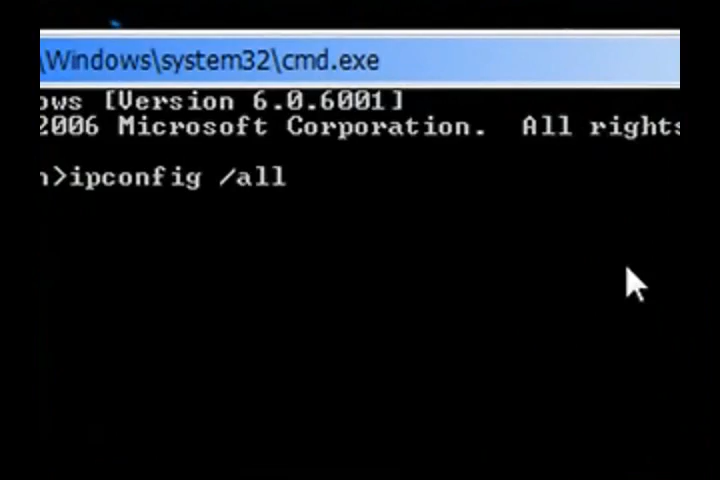 \Windows\system32\cmd.exe
ows [Version 6.0.6001]
2006 Microsoft Corporation. All rights
>ipconfig /all